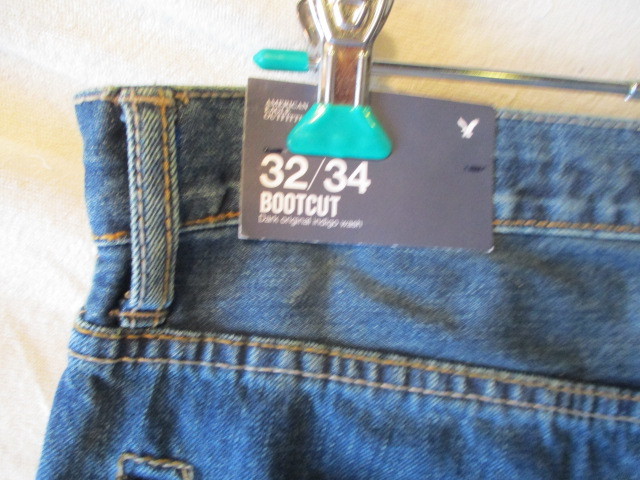 AMERICAN
EAGLE
OUTFITTERS
32/34
BOOTCUT
Dark original indigo wash